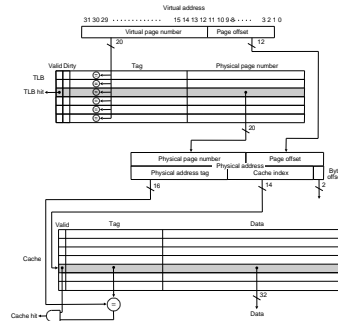 Virtual address
31 30 29 ··············· 15 14 13 12 11 10 9 8 ····· 3 2 1 0
Virtual page number Page offset
20 12
Valid Dirty Tag Physical page number
TLB
TLB hit
= = = = = =
20
Physical page number Page offset
Physical address
Physical address tag Cache index Byte offset
16 14 2
Valid Tag Data
Cache
32
=
Cache hit Data